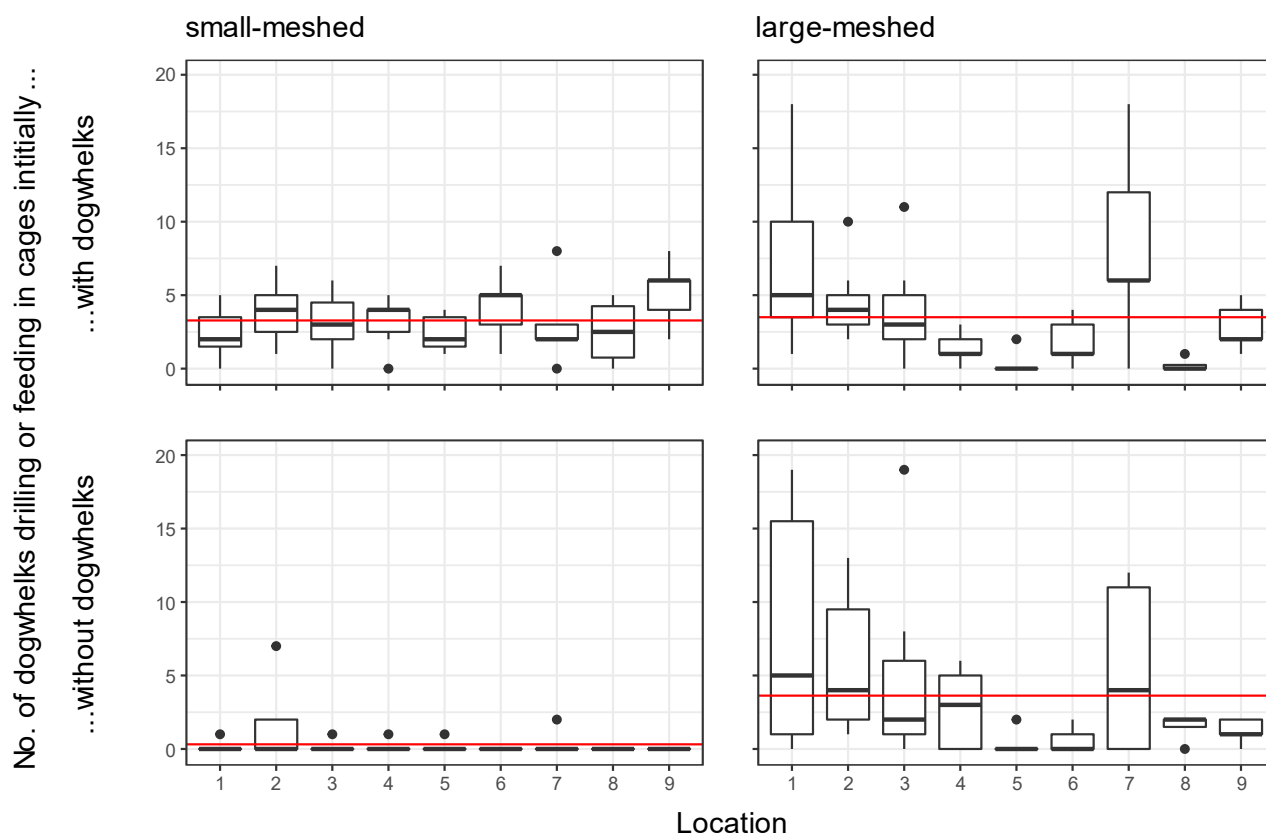 small-meshed
large-meshed
No. of dogwhelks drilling or feeding in cages intitially ...
...with dogwhelks
20
15
10
5
0
...without dogwhelks
20
15
10
5
0
1 2 3 4 5 6 7 8 9
1 2 3 4 5 6 7 8 9
Location